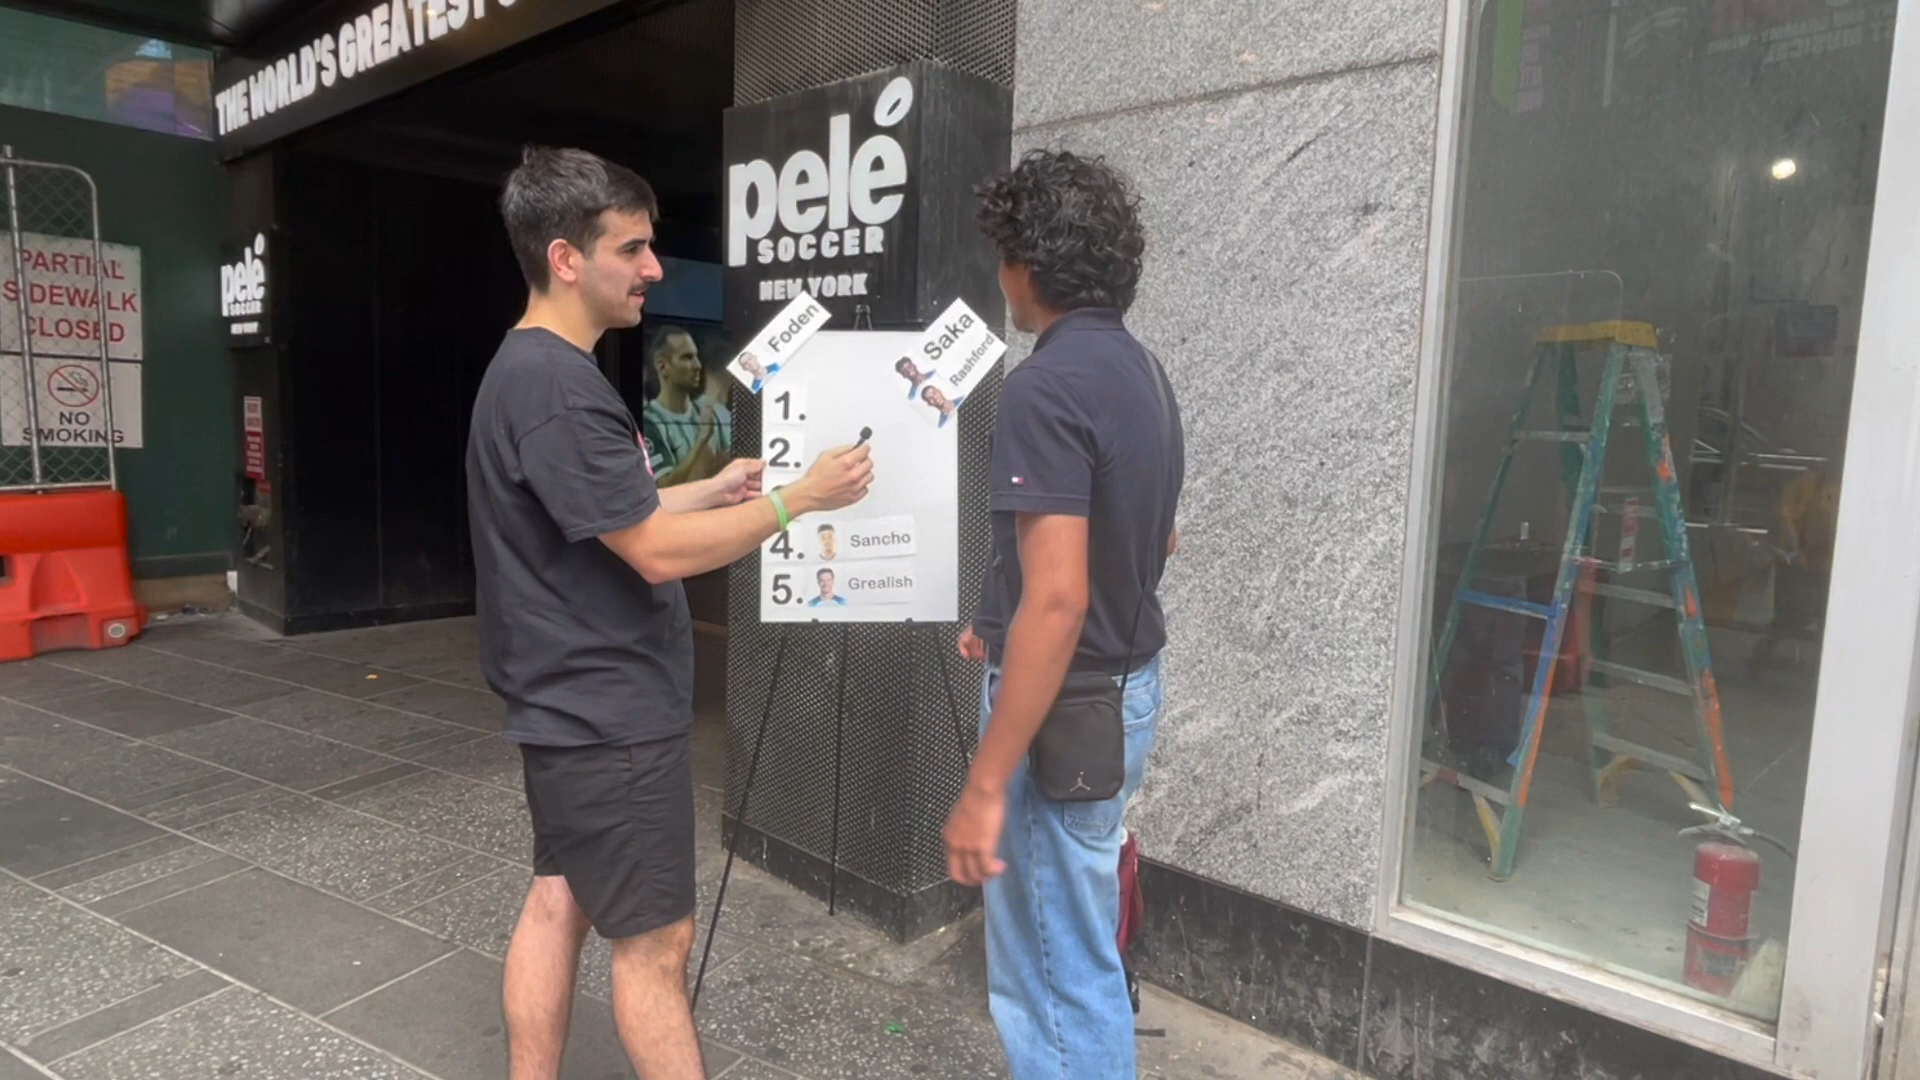 THE WORLD'S GREATEST
pelé
SOCCER
NEW YORK
pelé
SOCCER
NEW YORK
PARTIAL
SIDEWALK
CLOSED
NO
SMOKING
Foden
Saka
Rashford
1.
2.
4. Sancho
5. Grealish